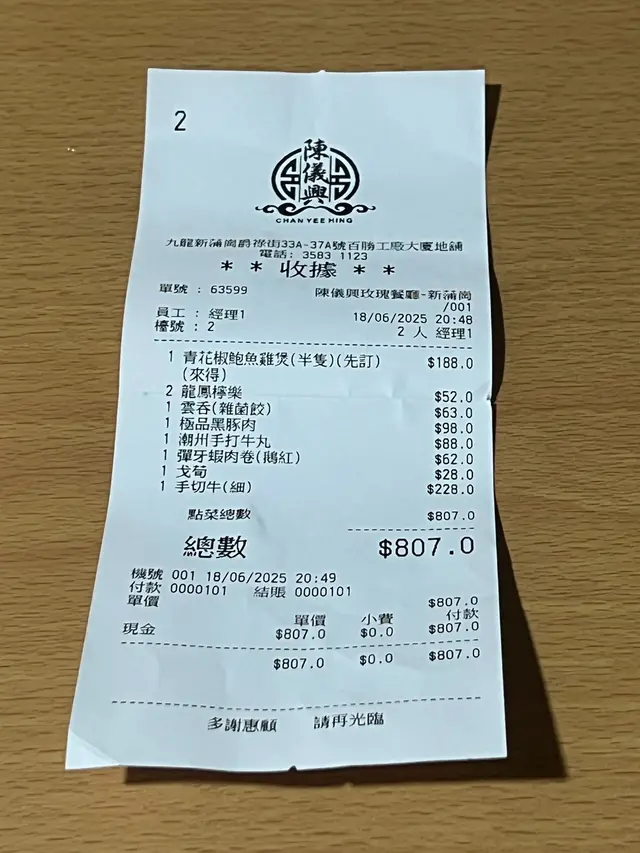 2
陳儀興
CHAN YEE HING
九龍新蒲崗爵祿街33A-37A號百勝工廠大廈地舖
電話: 3583 1123
* * 收據 * *
單號 : 63599 陳儀興玫瑰餐廳-新蒲崗
/001
員工 : 經理1 18/06/2025 20:48
檯號 : 2 2 人 經理1
1 青花椒鮑魚雞煲(半隻)(先訂) $188.0
(來得)
2 龍鳳檸樂 $52.0
1 雲吞(雜菌餃) $63.0
1 極品黑豚肉 $98.0
1 潮州手打牛丸 $88.0
1 彈牙蝦肉卷(鵝紅) $62.0
1 戈筍 $28.0
1 手切牛(細) $228.0
點菜總數 $807.0
總數 $807.0
機號 001 18/06/2025 20:49
付款 0000101 結賬 0000101
單價 $807.0
單價 小費 付款
現金 $807.0 $0.0 $807.0
$807.0 $0.0 $807.0
多謝惠顧 請再光臨